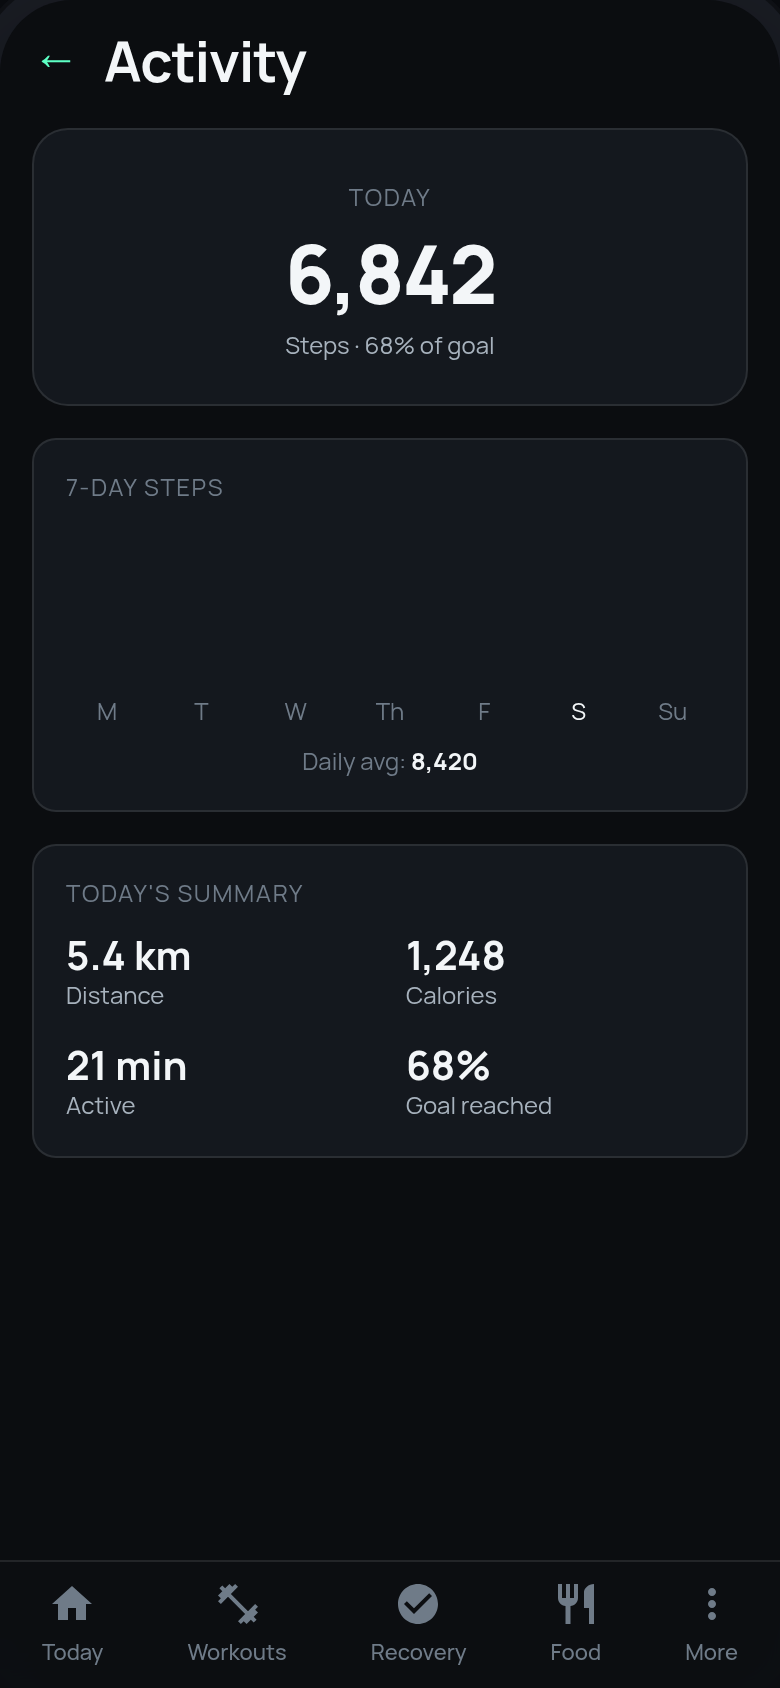 ← Activity
TODAY
6,842
Steps · 68% of goal
7-DAY STEPS
M T W Th F S Su
Daily avg: 8,420
TODAY'S SUMMARY
5.4 km 1,248
Distance Calories
21 min 68%
Active Goal reached
Today Workouts Recovery Food More